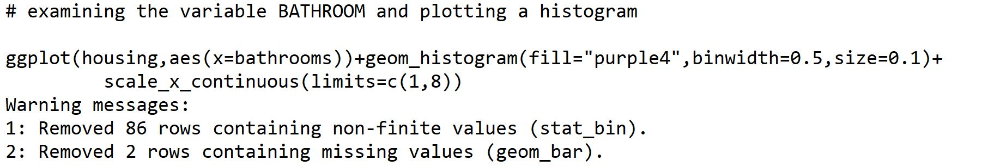 # examining the variable BATHROOM and plotting a histogram
ggplot(housing,aes(x=bathrooms))+geom_histogram(fill="purple4",binwidth=0.5,size=0.1)+
scale_x_continuous(limits=c(1,8))
Warning messages:
1: Removed 86 rows containing non-finite values (stat_bin).
2: Removed 2 rows containing missing values (geom_bar).